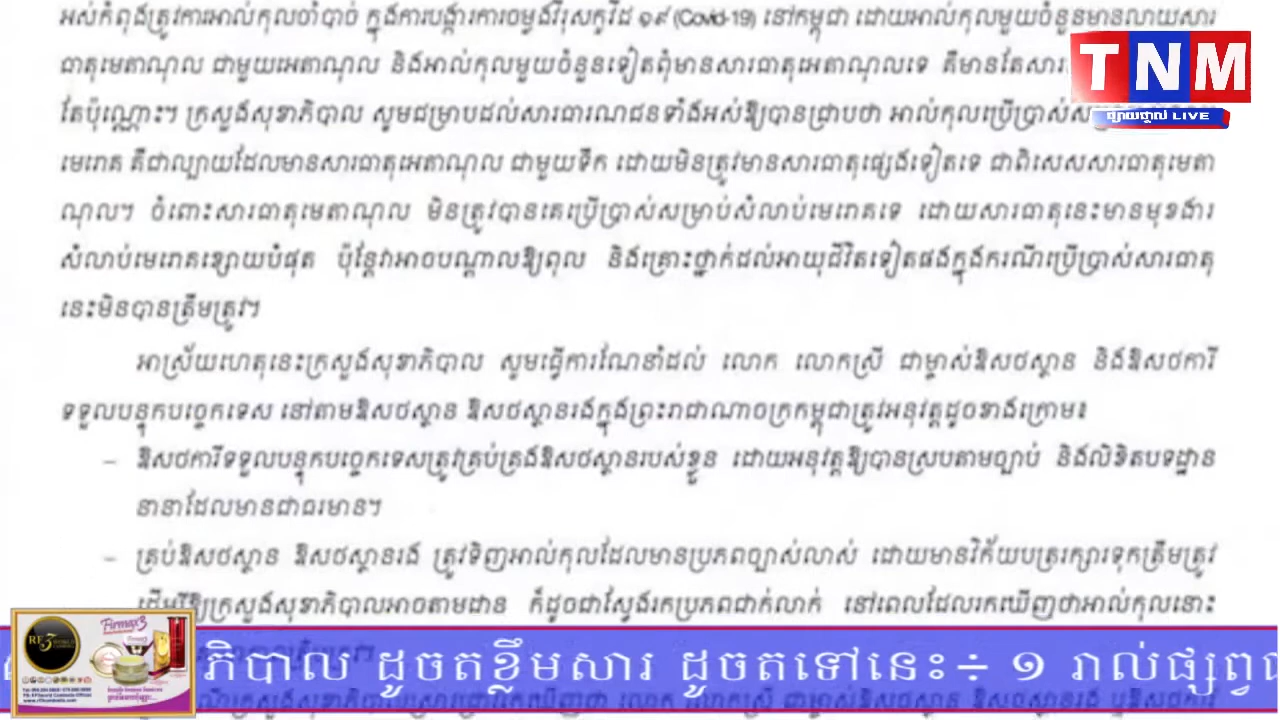 អស់កំពុងត្រូវការអាល់កុលចាំបាច់ ក្នុងការបង្ការការចម្លងវីរុសកូវីដ ១៩ (Covid-19) នៅកម្ពុជា ដោយអាល់កុលមួយចំនួនមានលាយសារ
ធាតុមេតាណុល ជាមួយអេតាណុល និងអាល់កុលមួយចំនួនទៀតពុំមានសារធាតុអេតាណុលទេ គឺមានតែសារ
តែប៉ុណ្ណោះ។ ក្រសួងសុខាភិបាល សូមជម្រាបដល់សារធារណជនទាំងអស់ឱ្យបានជ្រាបថា អាល់កុលប្រើប្រាស់
មេរោគ គឺជាល្បាយដែលមានសារធាតុអេតាណុល ជាមួយទឹក ដោយមិនត្រូវមានសារធាតុផ្សេងទៀតទេ ជាពិសេសសារធាតុមេតា
ណុល។ ចំពោះសារធាតុមេតាណុល មិនត្រូវបានគេប្រើប្រាស់សម្រាប់សំលាប់មេរោគទេ ដោយសារធាតុនេះមានមុខងារ
សំលាប់មេរោគខ្សោយបំផុត ប៉ុន្តែវាអាចបណ្តាលឱ្យពុល និងគ្រោះថ្នាក់ដល់អាយុជីវិតទៀតផងក្នុងករណីប្រើប្រាស់សារធាតុ
នេះមិនបានត្រឹមត្រូវ។
អាស្រ័យហេតុនេះក្រសួងសុខាភិបាល សូមធ្វើការណែនាំដល់ លោក លោកស្រី ជាម្ចាស់ឱសថស្ថាន និងឱសថការី
ទទួលបន្ទុកបច្ចេកទេស នៅតាមឱសថស្ថាន ឱសថស្ថានរងក្នុងព្រះរាជាណាចក្រកម្ពុជាត្រូវអនុវត្តដូចខាងក្រោម៖
– ឱសថការីទទួលបន្ទុកបច្ចេកទេសត្រូវគ្រប់គ្រងឱសថស្ថានរបស់ខ្លួន ដោយអនុវត្តឱ្យបានស្របតាមច្បាប់ និងលិខិតបទដ្ឋាន
នានាដែលមានជាធរមាន។
– គ្រប់ឱសថស្ថាន ឱសថស្ថានរង ត្រូវទិញអាល់កុលដែលមានប្រភពច្បាស់លាស់ ដោយមានវិក័យបត្ររក្សារទុកត្រឹមត្រូវ
ដើម្បីឱ្យក្រសួងសុខាភិបាលអាចតាមដាន ក៏ដូចជាស្វែងរកប្រភពជាក់លាក់ នៅពេលដែលរកឃើញថាអាល់កុលនោះ
TNM
ផ្សាយផ្ទាល់ LIVE
Firmax3
RF3 WORLD
ភិបាល ដូចតខ្លឹមសារ ដូចតទៅនេះ÷ ១ រាល់ផ្សព្វផ